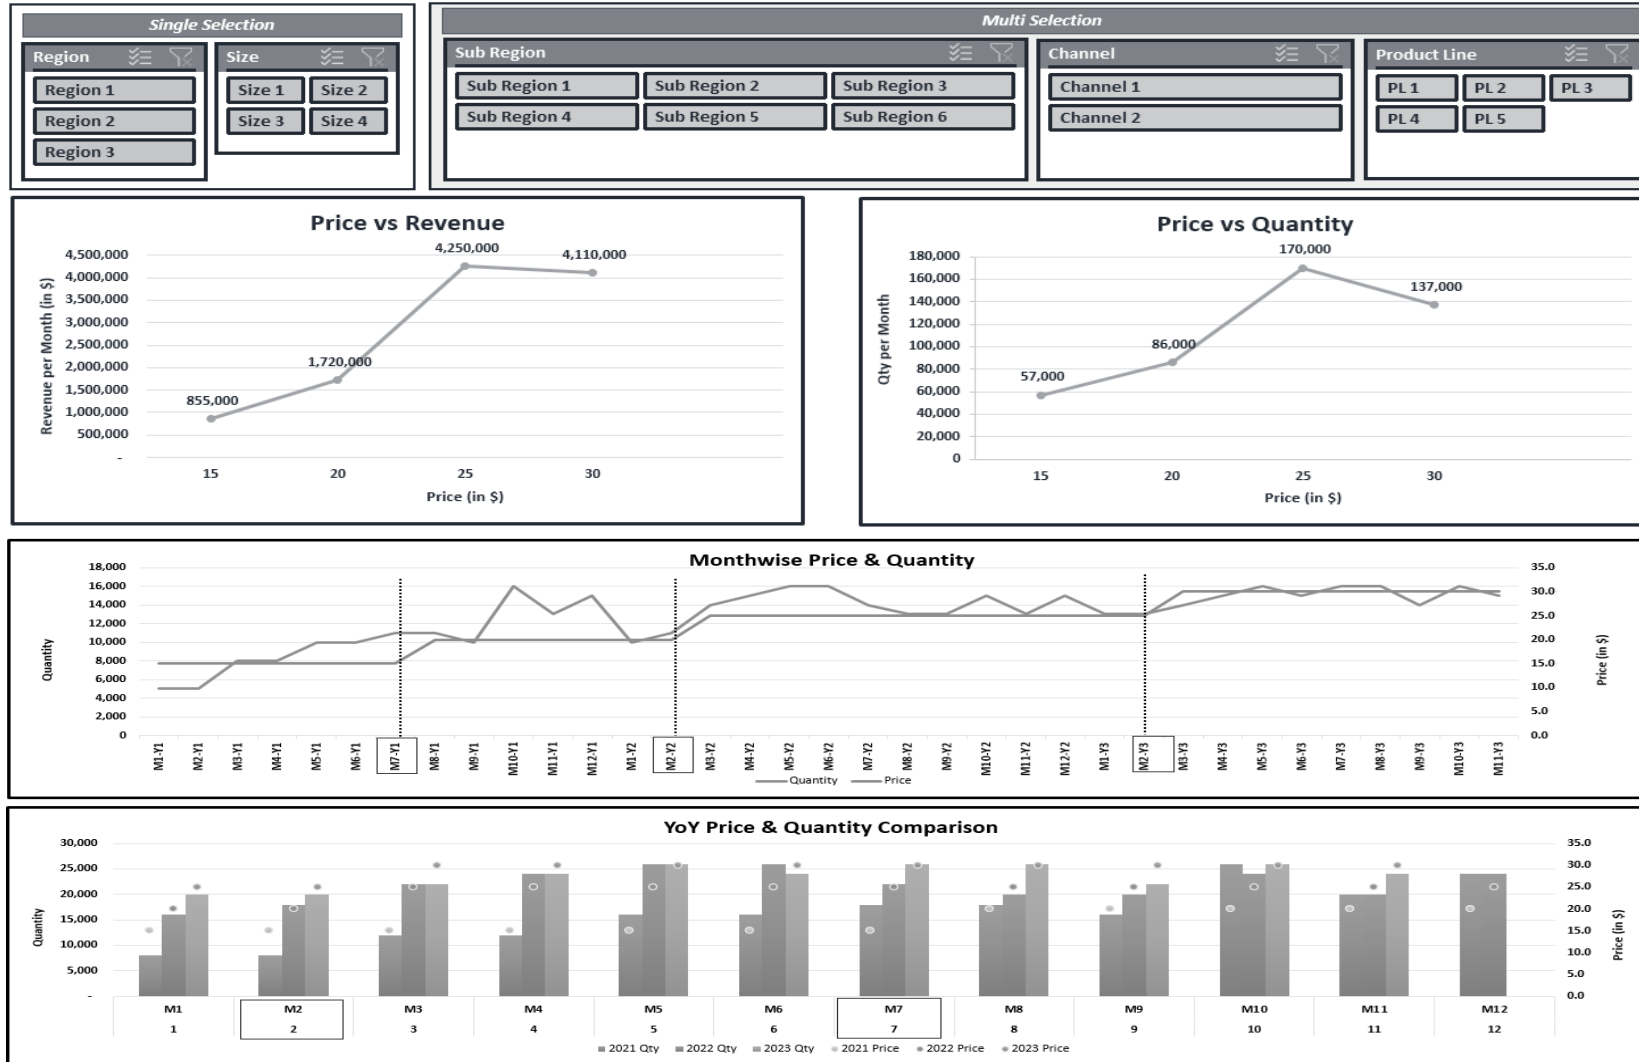 Single Selection
Multi Selection
Region
Region 1
Region 2
Region 3
Size
Size 1 Size 2
Size 3 Size 4
Sub Region
Sub Region 1 Sub Region 2 Sub Region 3
Sub Region 4 Sub Region 5 Sub Region 6
Channel
Channel 1
Channel 2
Product Line
PL 1 PL 2 PL 3
PL 4 PL 5
Price vs Revenue
Revenue per Month (in $)
4,500,000
4,000,000
3,500,000
3,000,000
2,500,000
2,000,000
1,500,000
1,000,000
500,000
-
855,000
1,720,000
4,250,000
4,110,000
15 20 25 30
Price (in $)
Price vs Quantity
Qty per Month
180,000
160,000
140,000
120,000
100,000
80,000
60,000
40,000
20,000
0
57,000
86,000
170,000
137,000
15 20 25 30
Price (in $)
Monthwise Price & Quantity
Quantity
18,000
16,000
14,000
12,000
10,000
8,000
6,000
4,000
2,000
0
35.0
30.0
25.0
20.0
15.0
10.0
5.0
0.0
Price (in $)
M1-Y1 M2-Y1 M3-Y1 M4-Y1 M5-Y1 M6-Y1 M7-Y1 M8-Y1 M9-Y1 M10-Y1 M11-Y1 M12-Y1 M1-Y2 M2-Y2 M3-Y2 M4-Y2 M5-Y2 M6-Y2 M7-Y2 M8-Y2 M9-Y2 M10-Y2 M11-Y2 M12-Y2 M1-Y3 M2-Y3 M3-Y3 M4-Y3 M5-Y3 M6-Y3 M7-Y3 M8-Y3 M9-Y3 M10-Y3 M11-Y3
Quantity Price
YoY Price & Quantity Comparison
Quantity
30,000
25,000
20,000
15,000
10,000
5,000
-
35.0
30.0
25.0
20.0
15.0
10.0
5.0
0.0
Price (in $)
M1 M2 M3 M4 M5 M6 M7 M8 M9 M10 M11 M12
1 2 3 4 5 6 7 8 9 10 11 12
2021 Qty 2022 Qty 2023 Qty 2021 Price 2022 Price 2023 Price